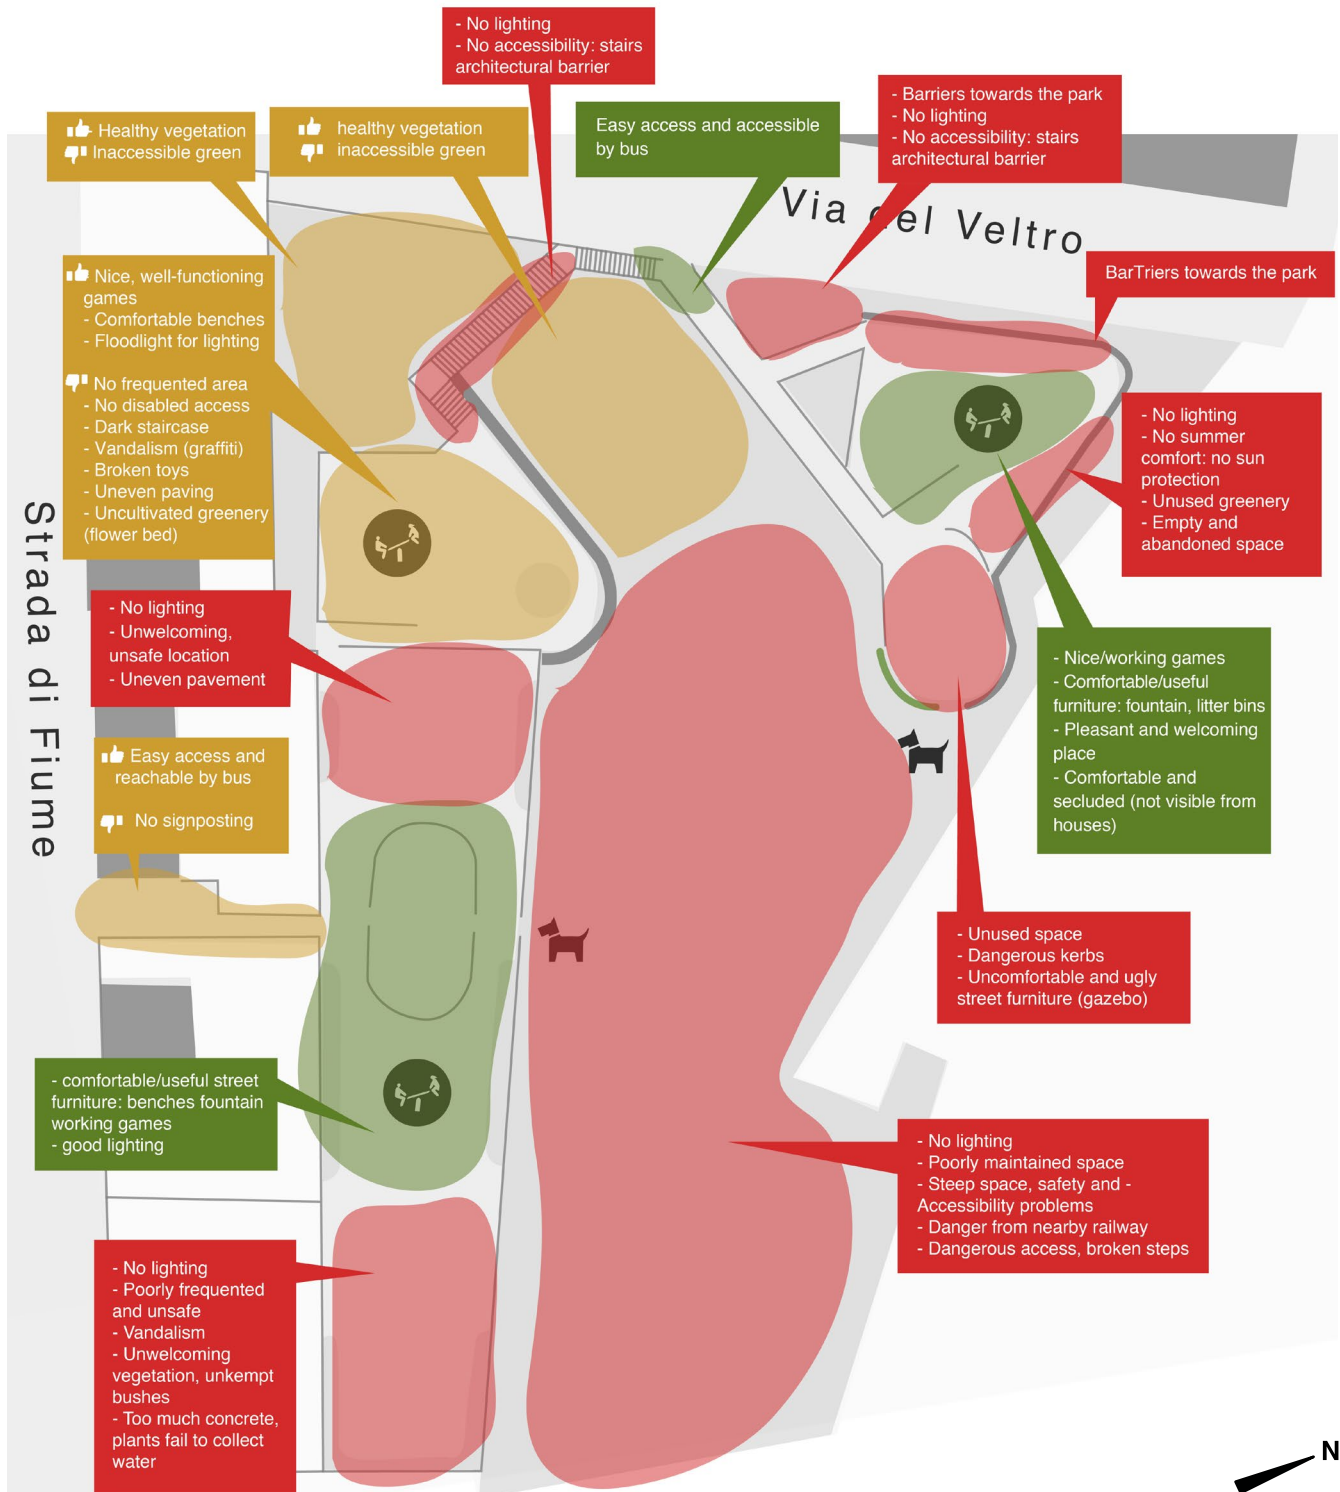 - No lighting
- No accessibility: stairs
architectural barrier
- Barriers towards the park
- No lighting
- No accessibility: stairs
architectural barrier
Healthy vegetation
Inaccessible green
healthy vegetation
inaccessible green
Easy access and accessible
by bus
Via del Veltro
BarTriers towards the park
Nice, well-functioning
games
- Comfortable benches
- Floodlight for lighting
No frequented area
- No disabled access
- Dark staircase
- Vandalism (graffiti)
- Broken toys
- Uneven paving
- Uncultivated greenery
(flower bed)
- No lighting
- No summer
comfort: no sun
protection
- Unused greenery
- Empty and
abandoned space
Strada di Fiume
- No lighting
- Unwelcoming,
unsafe location
- Uneven pavement
- Nice/working games
- Comfortable/useful
furniture: fountain, litter bins
- Pleasant and welcoming
place
- Comfortable and
secluded (not visible from
houses)
Easy access and
reachable by bus
No signposting
- Unused space
- Dangerous kerbs
- Uncomfortable and ugly
street furniture (gazebo)
- comfortable/useful street
furniture: benches fountain
working games
- good lighting
- No lighting
- Poorly maintained space
- Steep space, safety and -
Accessibility problems
- Danger from nearby railway
- Dangerous access, broken steps
- No lighting
- Poorly frequented
and unsafe
- Vandalism
- Unwelcoming
vegetation, unkempt
bushes
- Too much concrete,
plants fail to collect
water
N